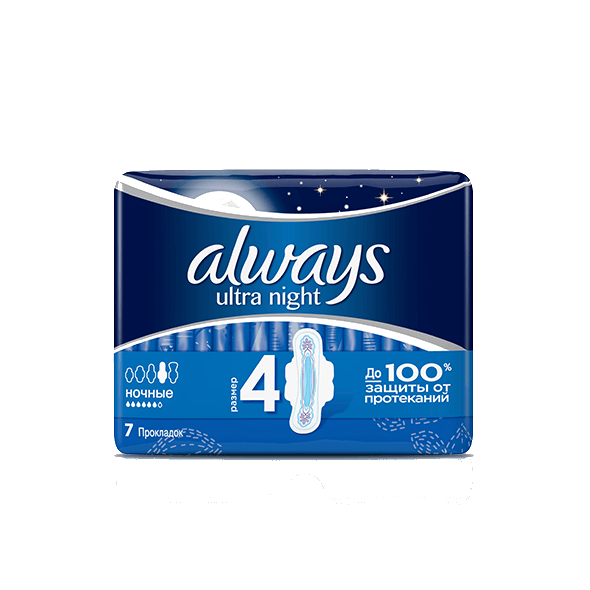 always
ultra night
ночные
размер
4
До 100%
защиты от
протеканий
7 Прокладок